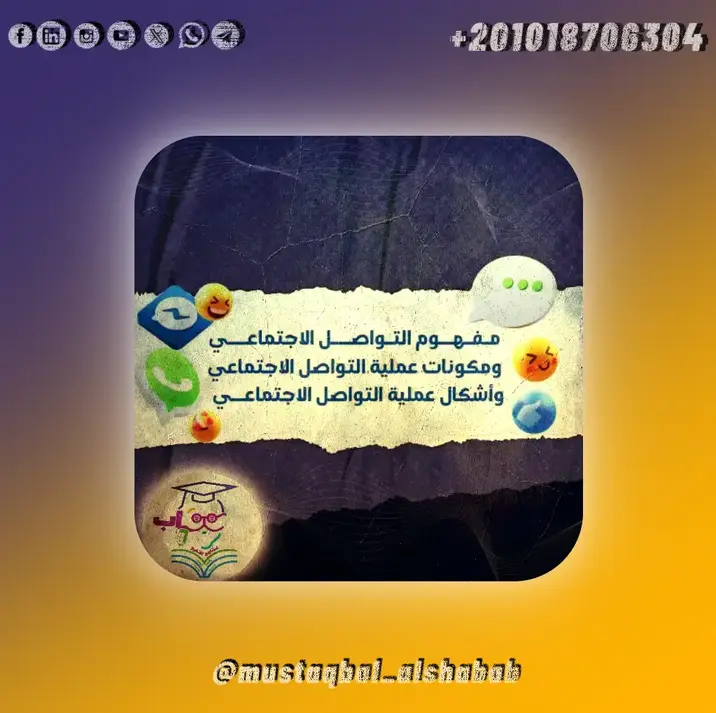 +201018706304
مفهوم التواصل الاجتماعي
ومكونات عملية التواصل الاجتماعي
وأشكال عملية التواصل الاجتماعي
@mustaqbal_alshabab